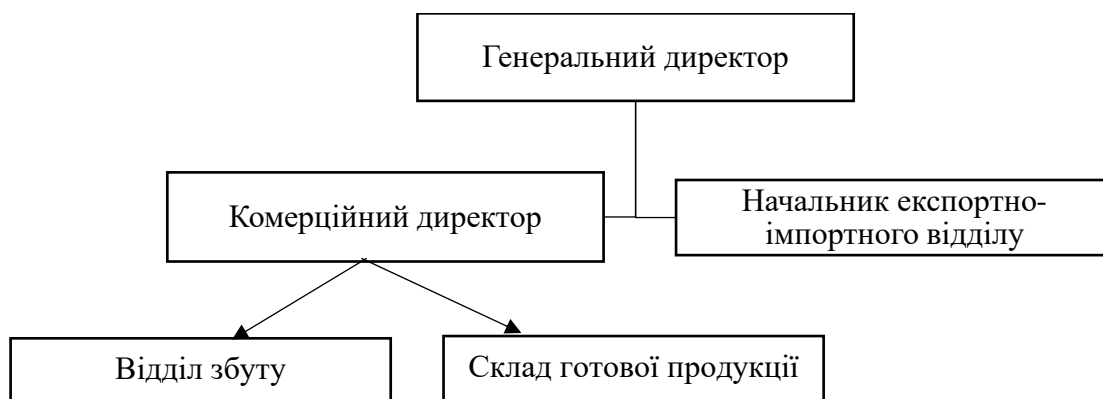 Генеральний директор
Комерційний директор
Начальник експортно-
імпортного відділу
Відділ збуту
Склад готової продукції